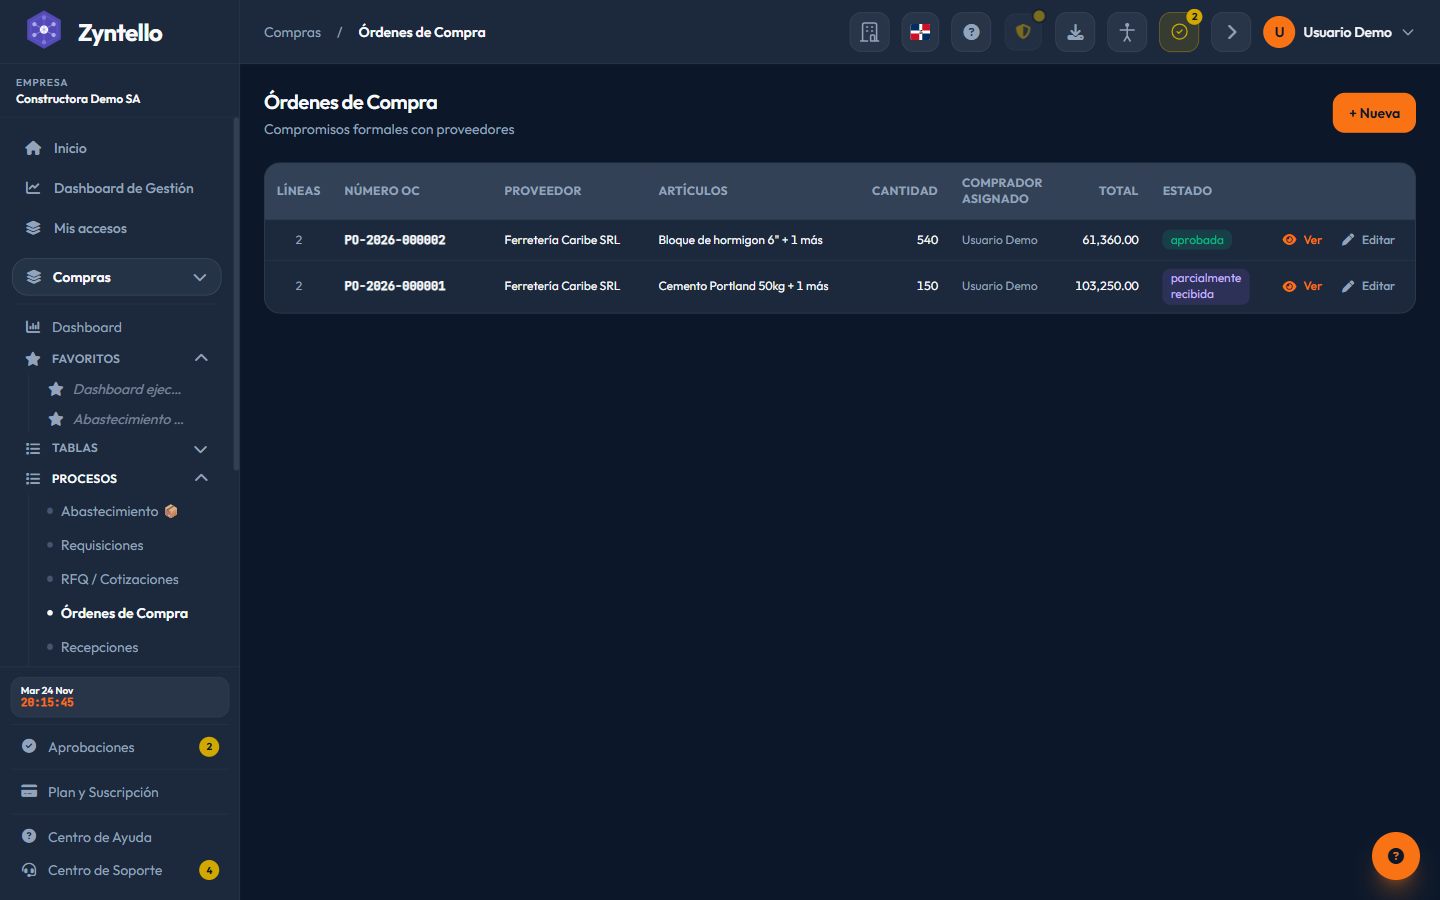 Zyntello
Compras / Órdenes de Compra
2
U Usuario Demo
EMPRESA
Constructora Demo SA
Inicio
Dashboard de Gestión
Mis accesos
Compras
Dashboard
FAVORITOS
Dashboard ejec...
Abastecimiento ...
TABLAS
PROCESOS
Abastecimiento
Requisiciones
RFQ / Cotizaciones
Órdenes de Compra
Recepciones
Mar 24 Nov
20:15:45
Aprobaciones 2
Plan y Suscripción
Centro de Ayuda
Centro de Soporte 4
Órdenes de Compra
Compromisos formales con proveedores
+ Nueva
LÍNEAS NÚMERO OC PROVEEDOR ARTÍCULOS CANTIDAD COMPRADOR ASIGNADO TOTAL ESTADO
2 PO-2026-000002 Ferretería Caribe SRL Bloque de hormigon 6" + 1 más 540 Usuario Demo 61,360.00 aprobada Ver Editar
2 PO-2026-000001 Ferretería Caribe SRL Cemento Portland 50kg + 1 más 150 Usuario Demo 103,250.00 parcialmente recibida Ver Editar
?